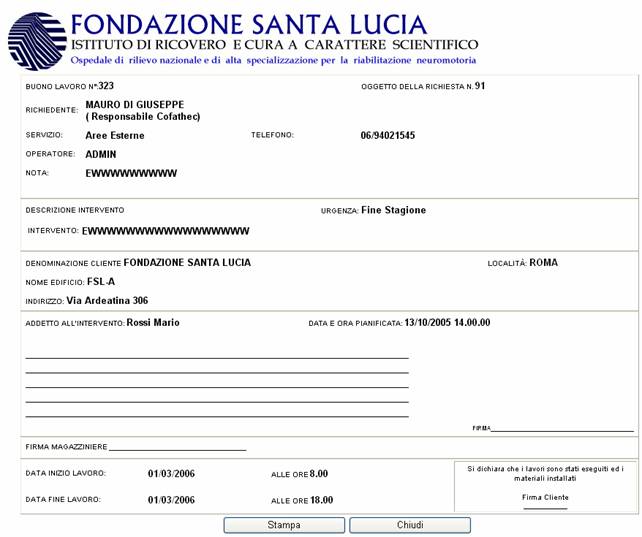 FONDAZIONE SANTA LUCIA
ISTITUTO DI RICOVERO E CURA A CARATTERE SCIENTIFICO
Ospedale di rilievo nazionale e di alta specializzazione per la riabilitazione neuromotoria
BUONO LAVORO N°:323 OGGETTO DELLA RICHIESTA N. 91
RICHIEDENTE: MAURO DI GIUSEPPE
( Responsabile Cofathec)
SERVIZIO: Aree Esterne TELEFONO: 06/94021545
OPERATORE: ADMIN
NOTA: EWWWWWWWWW
DESCRIZIONE INTERVENTO URGENZA: Fine Stagione
INTERVENTO: EWWWWWWWWWWWWWWWWW
DENOMINAZIONE CLIENTE FONDAZIONE SANTA LUCIA LOCALITÀ: ROMA
NOME EDIFICIO: FSL-A
INDIRIZZO: Via Ardeatina 306
ADDETTO ALL'INTERVENTO: Rossi Mario DATA E ORA PIANIFICATA: 13/10/2005 14.00.00
FIRMA
FIRMA MAGAZZINIERE
DATA INIZIO LAVORO: 01/03/2006 ALLE ORE 8.00
DATA FINE LAVORO: 01/03/2006 ALLE ORE 18.00
Si dichiara che i lavori sono stati eseguiti ed i
materiali installati
Firma Cliente
Stampa Chiudi